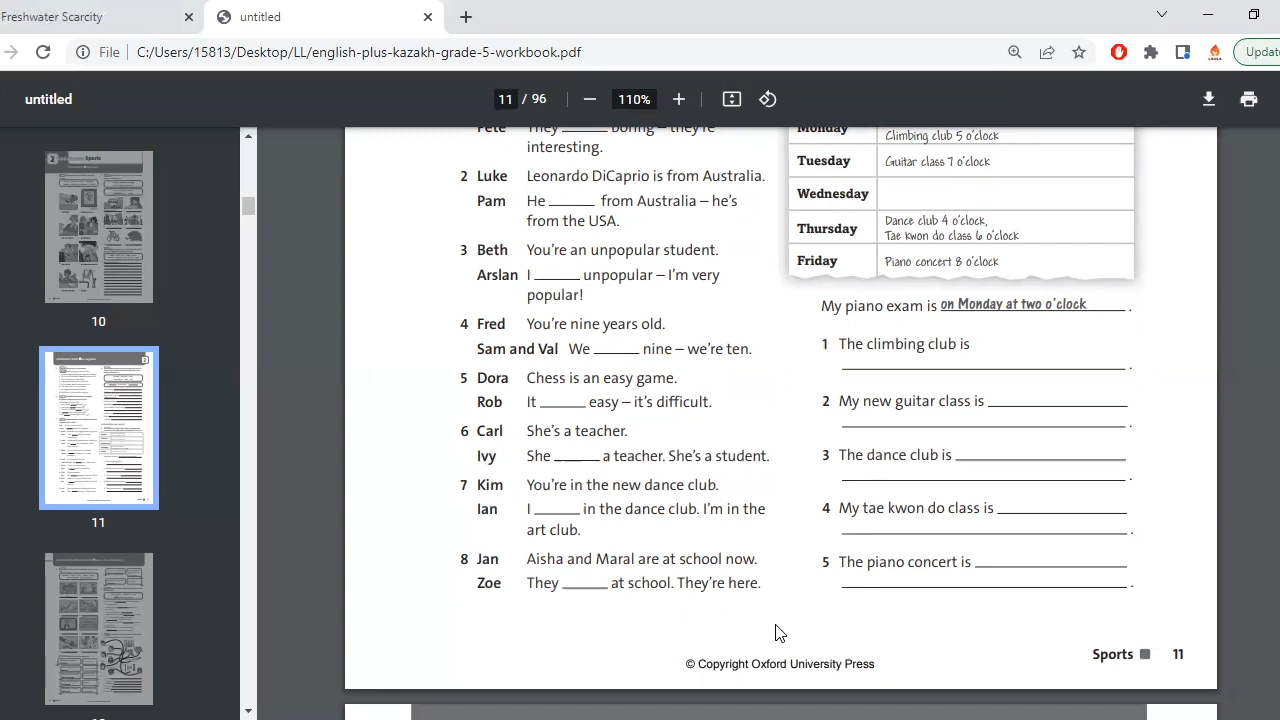 Freshwater Scarcity
untitled
File
C:/Users/15813/Desktop/LL/english-plus-kazakh-grade-5-workbook.pdf
Updat
untitled
11 / 96
110%
10
11
Pete They ______ boring – they're
interesting.
2 Luke Leonardo DiCaprio is from Australia.
Pam He ______ from Australia – he's
from the USA.
3 Beth You're an unpopular student.
Arslan I ______ unpopular – I'm very
popular!
4 Fred You're nine years old.
Sam and Val We ______ nine – we're ten.
5 Dora Chess is an easy game.
Rob It ______ easy – it's difficult.
6 Carl She's a teacher.
Ivy She ______ a teacher. She's a student.
7 Kim You're in the new dance club.
Ian I ______ in the dance club. I'm in the
art club.
8 Jan Aisha and Maral are at school now.
Zoe They ______ at school. They're here.
Monday Climbing club 5 o'clock
Tuesday Guitar class 7 o'clock
Wednesday
Thursday Dance club 4 o'clock,
Tae kwon do class 6 o'clock
Friday Piano concert 8 o'clock
My piano exam is on Monday at two o'clock .
1 The climbing club is
______ .
2 My new guitar class is ______
______ .
3 The dance club is ______
______ .
4 My tae kwon do class is ______
______ .
5 The piano concert is ______
______ .
Sports 11
© Copyright Oxford University Press